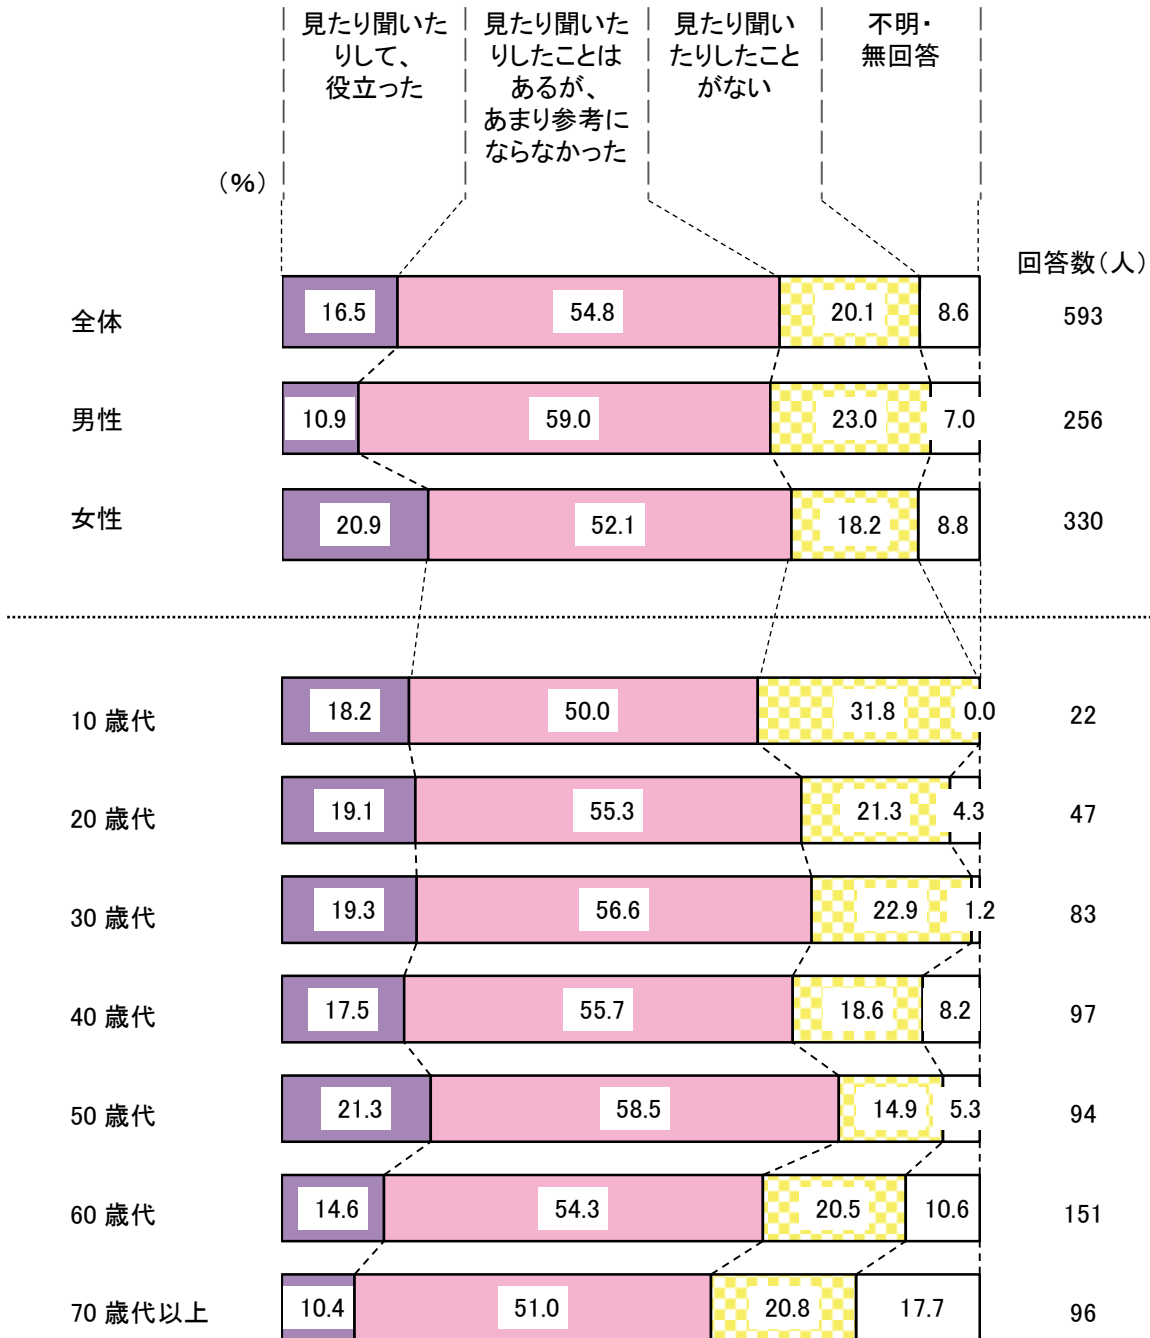 見たり聞いた
りして、
役立った
見たり聞いた
りしたことは
あるが、
あまり参考に
ならなかった
見たり聞い
たりしたこと
がない
不明・
無回答
（%）
回答数（人）
全体 16.5 54.8 20.1 8.6 593
男性 10.9 59.0 23.0 7.0 256
女性 20.9 52.1 18.2 8.8 330
10 歳代 18.2 50.0 31.8 0.0 22
20 歳代 19.1 55.3 21.3 4.3 47
30 歳代 19.3 56.6 22.9 1.2 83
40 歳代 17.5 55.7 18.6 8.2 97
50 歳代 21.3 58.5 14.9 5.3 94
60 歳代 14.6 54.3 20.5 10.6 151
70 歳代以上 10.4 51.0 20.8 17.7 96